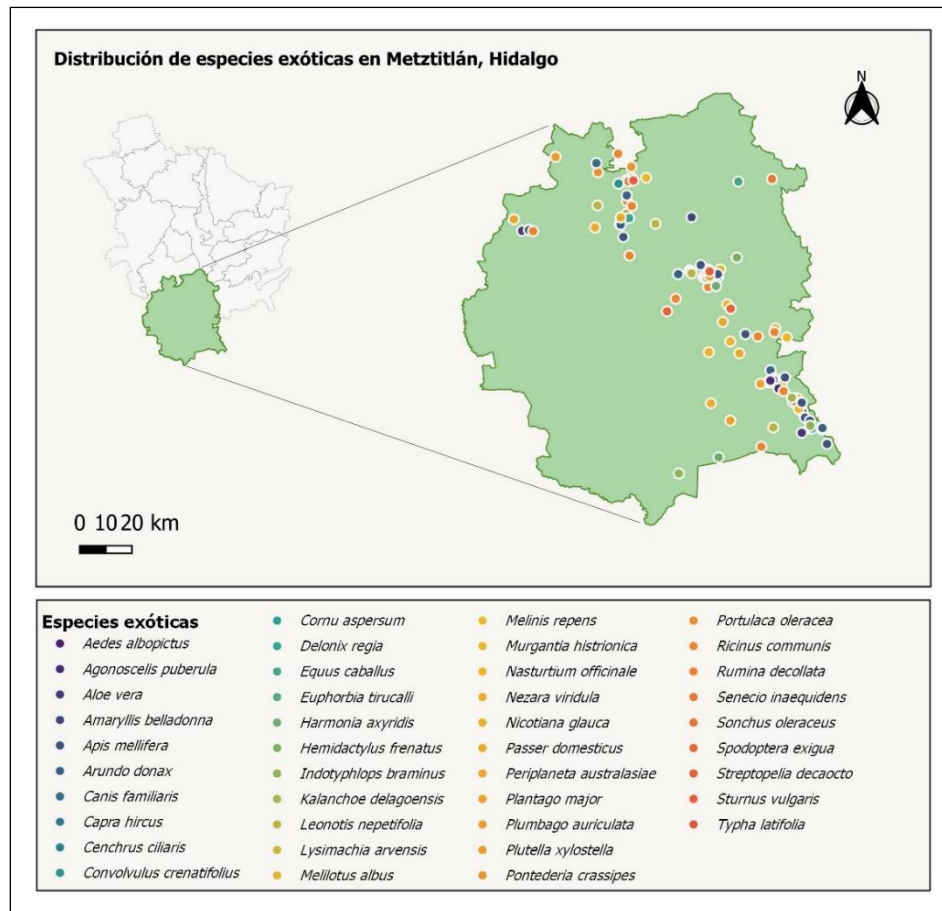 Distribución de especies exóticas en Metztitlán, Hidalgo
N
0 10 20 km
Especies exóticas
Aedes albopictus
Agonoscelis puberula
Aloe vera
Amaryllis belladonna
Apis mellifera
Arundo donax
Canis familiaris
Capra hircus
Cenchrus ciliaris
Convolvulus crenatifolius
Cornu aspersum
Delonix regia
Equus caballus
Euphorbia tirucalli
Harmonia axyridis
Hemidactylus frenatus
Indotyphlops braminus
Kalanchoe delagoensis
Leonotis nepetifolia
Lysimachia arvensis
Melilotus albus
Melinis repens
Murgantia histrionica
Nasturtium officinale
Nezara viridula
Nicotiana glauca
Passer domesticus
Periplaneta australasiae
Plantago major
Plumbago auriculata
Plutella xylostella
Pontederia crassipes
Portulaca oleracea
Ricinus communis
Rumina decollata
Senecio inaequidens
Sonchus oleraceus
Spodoptera exigua
Streptopelia decaocto
Sturnus vulgaris
Typha latifolia